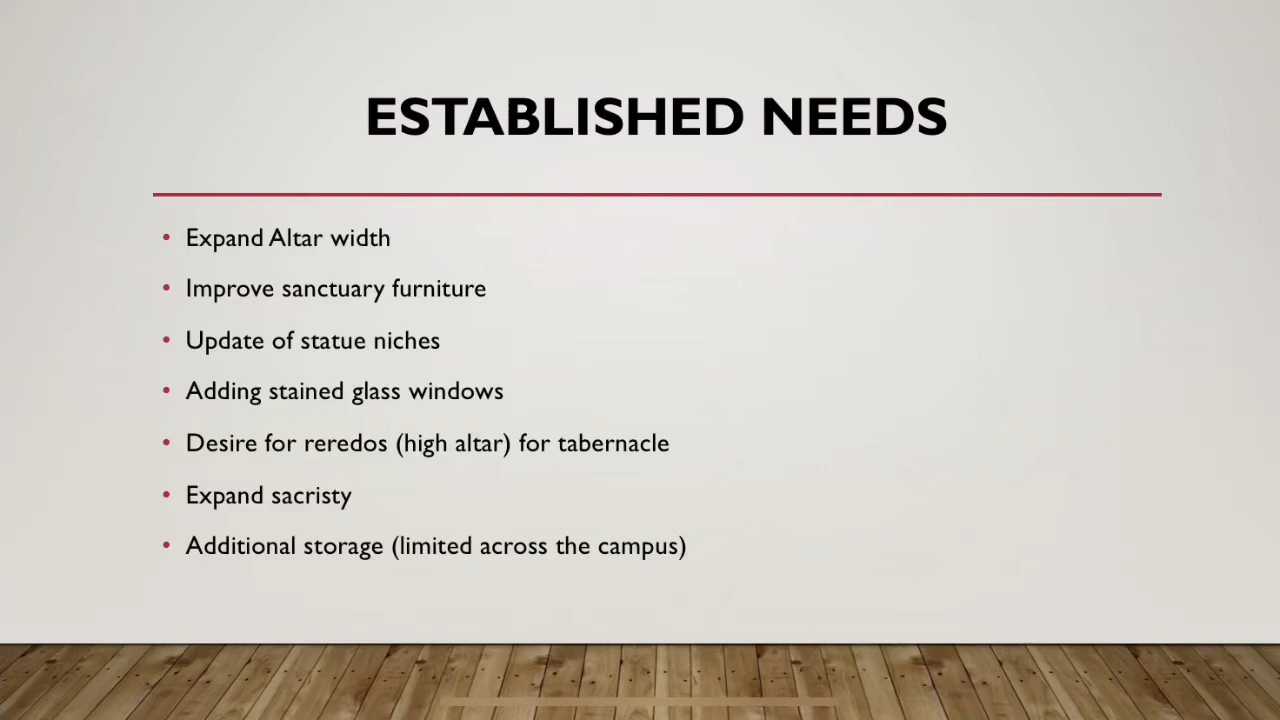 ESTABLISHED NEEDS
• Expand Altar width
• Improve sanctuary furniture
• Update of statue niches
• Adding stained glass windows
• Desire for reredos (high altar) for tabernacle
• Expand sacristy
• Additional storage (limited across the campus)